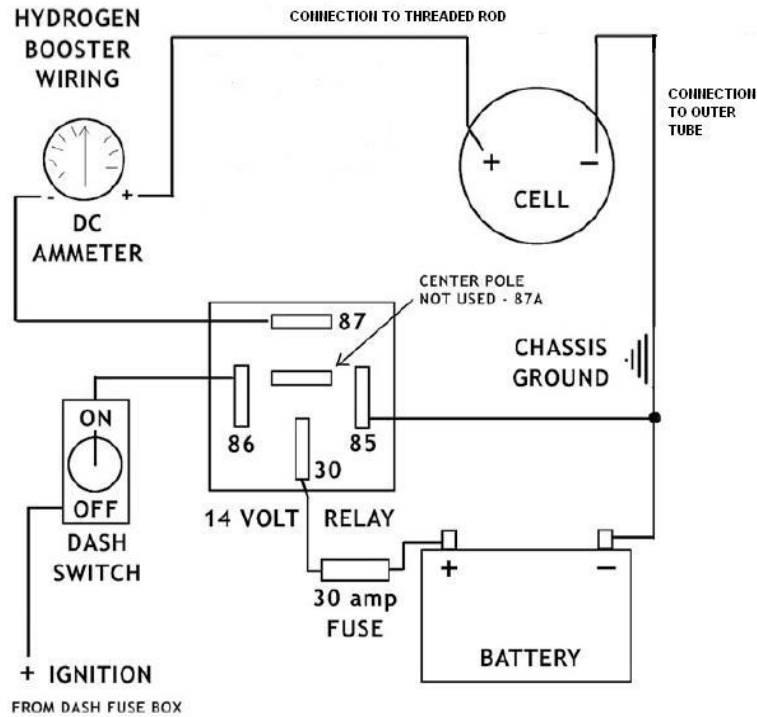 HYDROGEN
BOOSTER
WIRING
CONNECTION TO THREADED ROD
CONNECTION
TO OUTER
TUBE
+ −
CELL
- +
DC
AMMETER
CENTER POLE
NOT USED - 87A
87
86
85
30
CHASSIS
GROUND
ON
OFF
14 VOLT RELAY
DASH
SWITCH
30 amp
FUSE
+ −
BATTERY
+ IGNITION
FROM DASH FUSE BOX